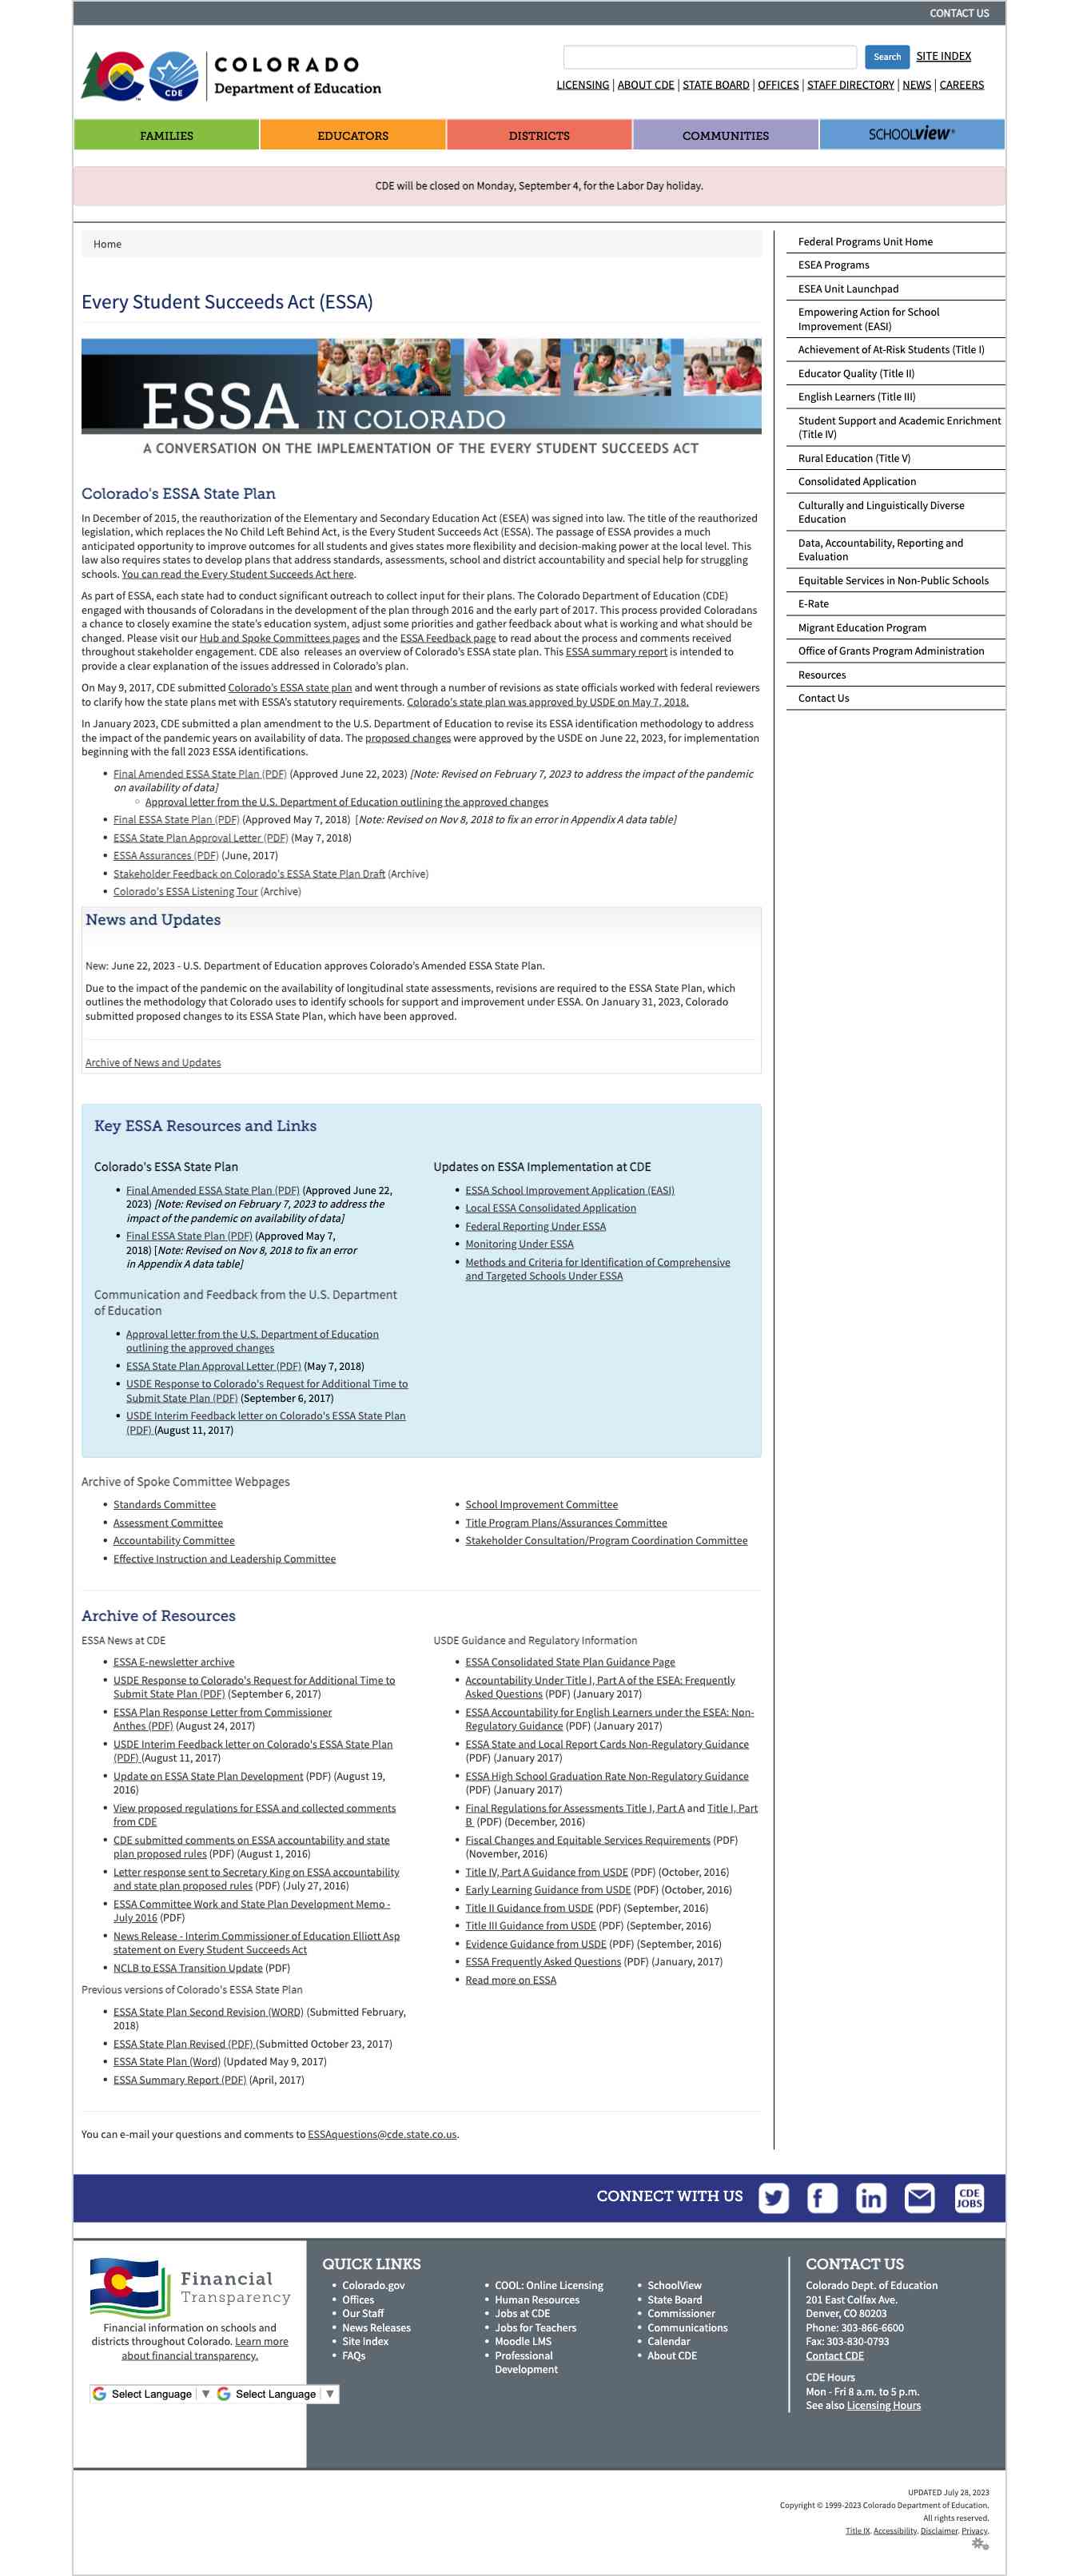 CONTACT US
COLORADO
Department of Education
CDE
Search
SITE INDEX
LICENSING | ABOUT CDE | STATE BOARD | OFFICES | STAFF DIRECTORY | NEWS | CAREERS
FAMILIES
EDUCATORS
DISTRICTS
COMMUNITIES
SCHOOLVIEW®
CDE will be closed on Monday, September 4, for the Labor Day holiday.
Home
Every Student Succeeds Act (ESSA)
ESSA IN COLORADO
A CONVERSATION ON THE IMPLEMENTATION OF THE EVERY STUDENT SUCCEEDS ACT
Colorado's ESSA State Plan
In December of 2015, the reauthorization of the Elementary and Secondary Education Act (ESEA) was signed into law. The title of the reauthorized
legislation, which replaces the No Child Left Behind Act, is the Every Student Succeeds Act (ESSA). The passage of ESSA provides a much
anticipated opportunity to improve outcomes for all students and gives states more flexibility and decision-making power at the local level. This
law also requires states to develop plans that address standards, assessments, school and district accountability and special help for struggling
schools. You can read the Every Student Succeeds Act here.
As part of ESSA, each state had to conduct significant outreach to collect input for their plans. The Colorado Department of Education (CDE)
engaged with thousands of Coloradans in the development of the plan through 2016 and the early part of 2017. This process provided Coloradans
a chance to closely examine the state's education system, adjust some priorities and gather feedback about what is working and what should be
changed. Please visit our Hub and Spoke Committees pages and the ESSA Feedback page to read about the process and comments received
throughout stakeholder engagement. CDE also releases an overview of Colorado's ESSA state plan. This ESSA summary report is intended to
provide a clear explanation of the issues addressed in Colorado's plan.
On May 9, 2017, CDE submitted Colorado's ESSA state plan and went through a number of revisions as state officials worked with federal reviewers
to clarify how the state plans met with ESSA's statutory requirements. Colorado's state plan was approved by USDE on May 7, 2018.
In January 2023, CDE submitted a plan amendment to the U.S. Department of Education to revise its ESSA identification methodology to address
the impact of the pandemic years on availability of data. The proposed changes were approved by the USDE on June 22, 2023, for implementation
beginning with the fall 2023 ESSA identifications.
• Final Amended ESSA State Plan (PDF) (Approved June 22, 2023) [Note: Revised on February 7, 2023 to address the impact of the pandemic
on availability of data]
Approval letter from the U.S. Department of Education outlining the approved changes
• Final ESSA State Plan (PDF) (Approved May 7, 2018) [Note: Revised on Nov 8, 2018 to fix an error in Appendix A data table]
• ESSA State Plan Approval Letter (PDF) (May 7, 2018)
• ESSA Assurances (PDF) (June, 2017)
• Stakeholder Feedback on Colorado's ESSA State Plan Draft (Archive)
• Colorado's ESSA Listening Tour (Archive)
News and Updates
New: June 22, 2023 - U.S. Department of Education approves Colorado's Amended ESSA State Plan.
Due to the impact of the pandemic on the availability of longitudinal state assessments, revisions are required to the ESSA State Plan, which
outlines the methodology that Colorado uses to identify schools for support and improvement under ESSA. On January 31, 2023, Colorado
submitted proposed changes to its ESSA State Plan, which have been approved.
Archive of News and Updates
Key ESSA Resources and Links
Colorado's ESSA State Plan
• Final Amended ESSA State Plan (PDF) (Approved June 22,
2023) [Note: Revised on February 7, 2023 to address the
impact of the pandemic on availability of data]
• Final ESSA State Plan (PDF) (Approved May 7,
2018) [Note: Revised on Nov 8, 2018 to fix an error
in Appendix A data table]
Communication and Feedback from the U.S. Department
of Education
• Approval letter from the U.S. Department of Education
outlining the approved changes
• ESSA State Plan Approval Letter (PDF) (May 7, 2018)
• USDE Response to Colorado's Request for Additional Time to
Submit State Plan (PDF) (September 6, 2017)
• USDE Interim Feedback letter on Colorado's ESSA State Plan
(PDF) (August 11, 2017)
Updates on ESSA Implementation at CDE
• ESSA School Improvement Application (EASI)
• Local ESSA Consolidated Application
• Federal Reporting Under ESSA
• Monitoring Under ESSA
• Methods and Criteria for Identification of Comprehensive
and Targeted Schools Under ESSA
Archive of Spoke Committee Webpages
• Standards Committee
• Assessment Committee
• Accountability Committee
• Effective Instruction and Leadership Committee
• School Improvement Committee
• Title Program Plans/Assurances Committee
• Stakeholder Consultation/Program Coordination Committee
Archive of Resources
ESSA News at CDE
• ESSA E-newsletter archive
• USDE Response to Colorado's Request for Additional Time to
Submit State Plan (PDF) (September 6, 2017)
• ESSA Plan Response Letter from Commissioner
Anthes (PDF) (August 24, 2017)
• USDE Interim Feedback letter on Colorado's ESSA State Plan
(PDF) (August 11, 2017)
• Update on ESSA State Plan Development (PDF) (August 19,
2016)
• View proposed regulations for ESSA and collected comments
from CDE
• CDE submitted comments on ESSA accountability and state
plan proposed rules (PDF) (August 1, 2016)
• Letter response sent to Secretary King on ESSA accountability
and state plan proposed rules (PDF) (July 27, 2016)
• ESSA Committee Work and State Plan Development Memo -
July 2016 (PDF)
• News Release - Interim Commissioner of Education Elliott Asp
statement on Every Student Succeeds Act
• NCLB to ESSA Transition Update (PDF)
Previous versions of Colorado's ESSA State Plan
• ESSA State Plan Second Revision (WORD) (Submitted February,
2018)
• ESSA State Plan Revised (PDF) (Submitted October 23, 2017)
• ESSA State Plan (Word) (Updated May 9, 2017)
• ESSA Summary Report (PDF) (April, 2017)
USDE Guidance and Regulatory Information
• ESSA Consolidated State Plan Guidance Page
• Accountability Under Title I, Part A of the ESEA: Frequently
Asked Questions (PDF) (January 2017)
• ESSA Accountability for English Learners under the ESEA: Non-
Regulatory Guidance (PDF) (January 2017)
• ESSA State and Local Report Cards Non-Regulatory Guidance
(PDF) (January 2017)
• ESSA High School Graduation Rate Non-Regulatory Guidance
(PDF) (January 2017)
• Final Regulations for Assessments Title I, Part A and Title I, Part
B (PDF) (December, 2016)
• Fiscal Changes and Equitable Services Requirements (PDF)
(November, 2016)
• Title IV, Part A Guidance from USDE (PDF) (October, 2016)
• Early Learning Guidance from USDE (PDF) (October, 2016)
• Title II Guidance from USDE (PDF) (September, 2016)
• Title III Guidance from USDE (PDF) (September, 2016)
• Evidence Guidance from USDE (PDF) (September, 2016)
• ESSA Frequently Asked Questions (PDF) (January, 2017)
• Read more on ESSA
You can e-mail your questions and comments to ESSAquestions@cde.state.co.us.
Federal Programs Unit Home
ESEA Programs
ESEA Unit Launchpad
Empowering Action for School
Improvement (EASI)
Achievement of At-Risk Students (Title I)
Educator Quality (Title II)
English Learners (Title III)
Student Support and Academic Enrichment
(Title IV)
Rural Education (Title V)
Consolidated Application
Culturally and Linguistically Diverse
Education
Data, Accountability, Reporting and
Evaluation
Equitable Services in Non-Public Schools
E-Rate
Migrant Education Program
Office of Grants Program Administration
Resources
Contact Us
CONNECT WITH US
CDE
JOBS
Financial
Transparency
Financial information on schools and
districts throughout Colorado. Learn more
about financial transparency.
Select Language ▼
Select Language ▼
QUICK LINKS
• Colorado.gov
• Offices
• Our Staff
• News Releases
• Site Index
• FAQs
• COOL: Online Licensing
• Human Resources
• Jobs at CDE
• Jobs for Teachers
• Moodle LMS
• Professional
Development
• SchoolView
• State Board
• Commissioner
• Communications
• Calendar
• About CDE
CONTACT US
Colorado Dept. of Education
201 East Colfax Ave.
Denver, CO 80203
Phone: 303-866-6600
Fax: 303-830-0793
Contact CDE
CDE Hours
Mon - Fri 8 a.m. to 5 p.m.
See also Licensing Hours
UPDATED July 28, 2023
Copyright © 1999-2023 Colorado Department of Education.
All rights reserved.
Title IX. Accessibility. Disclaimer. Privacy.